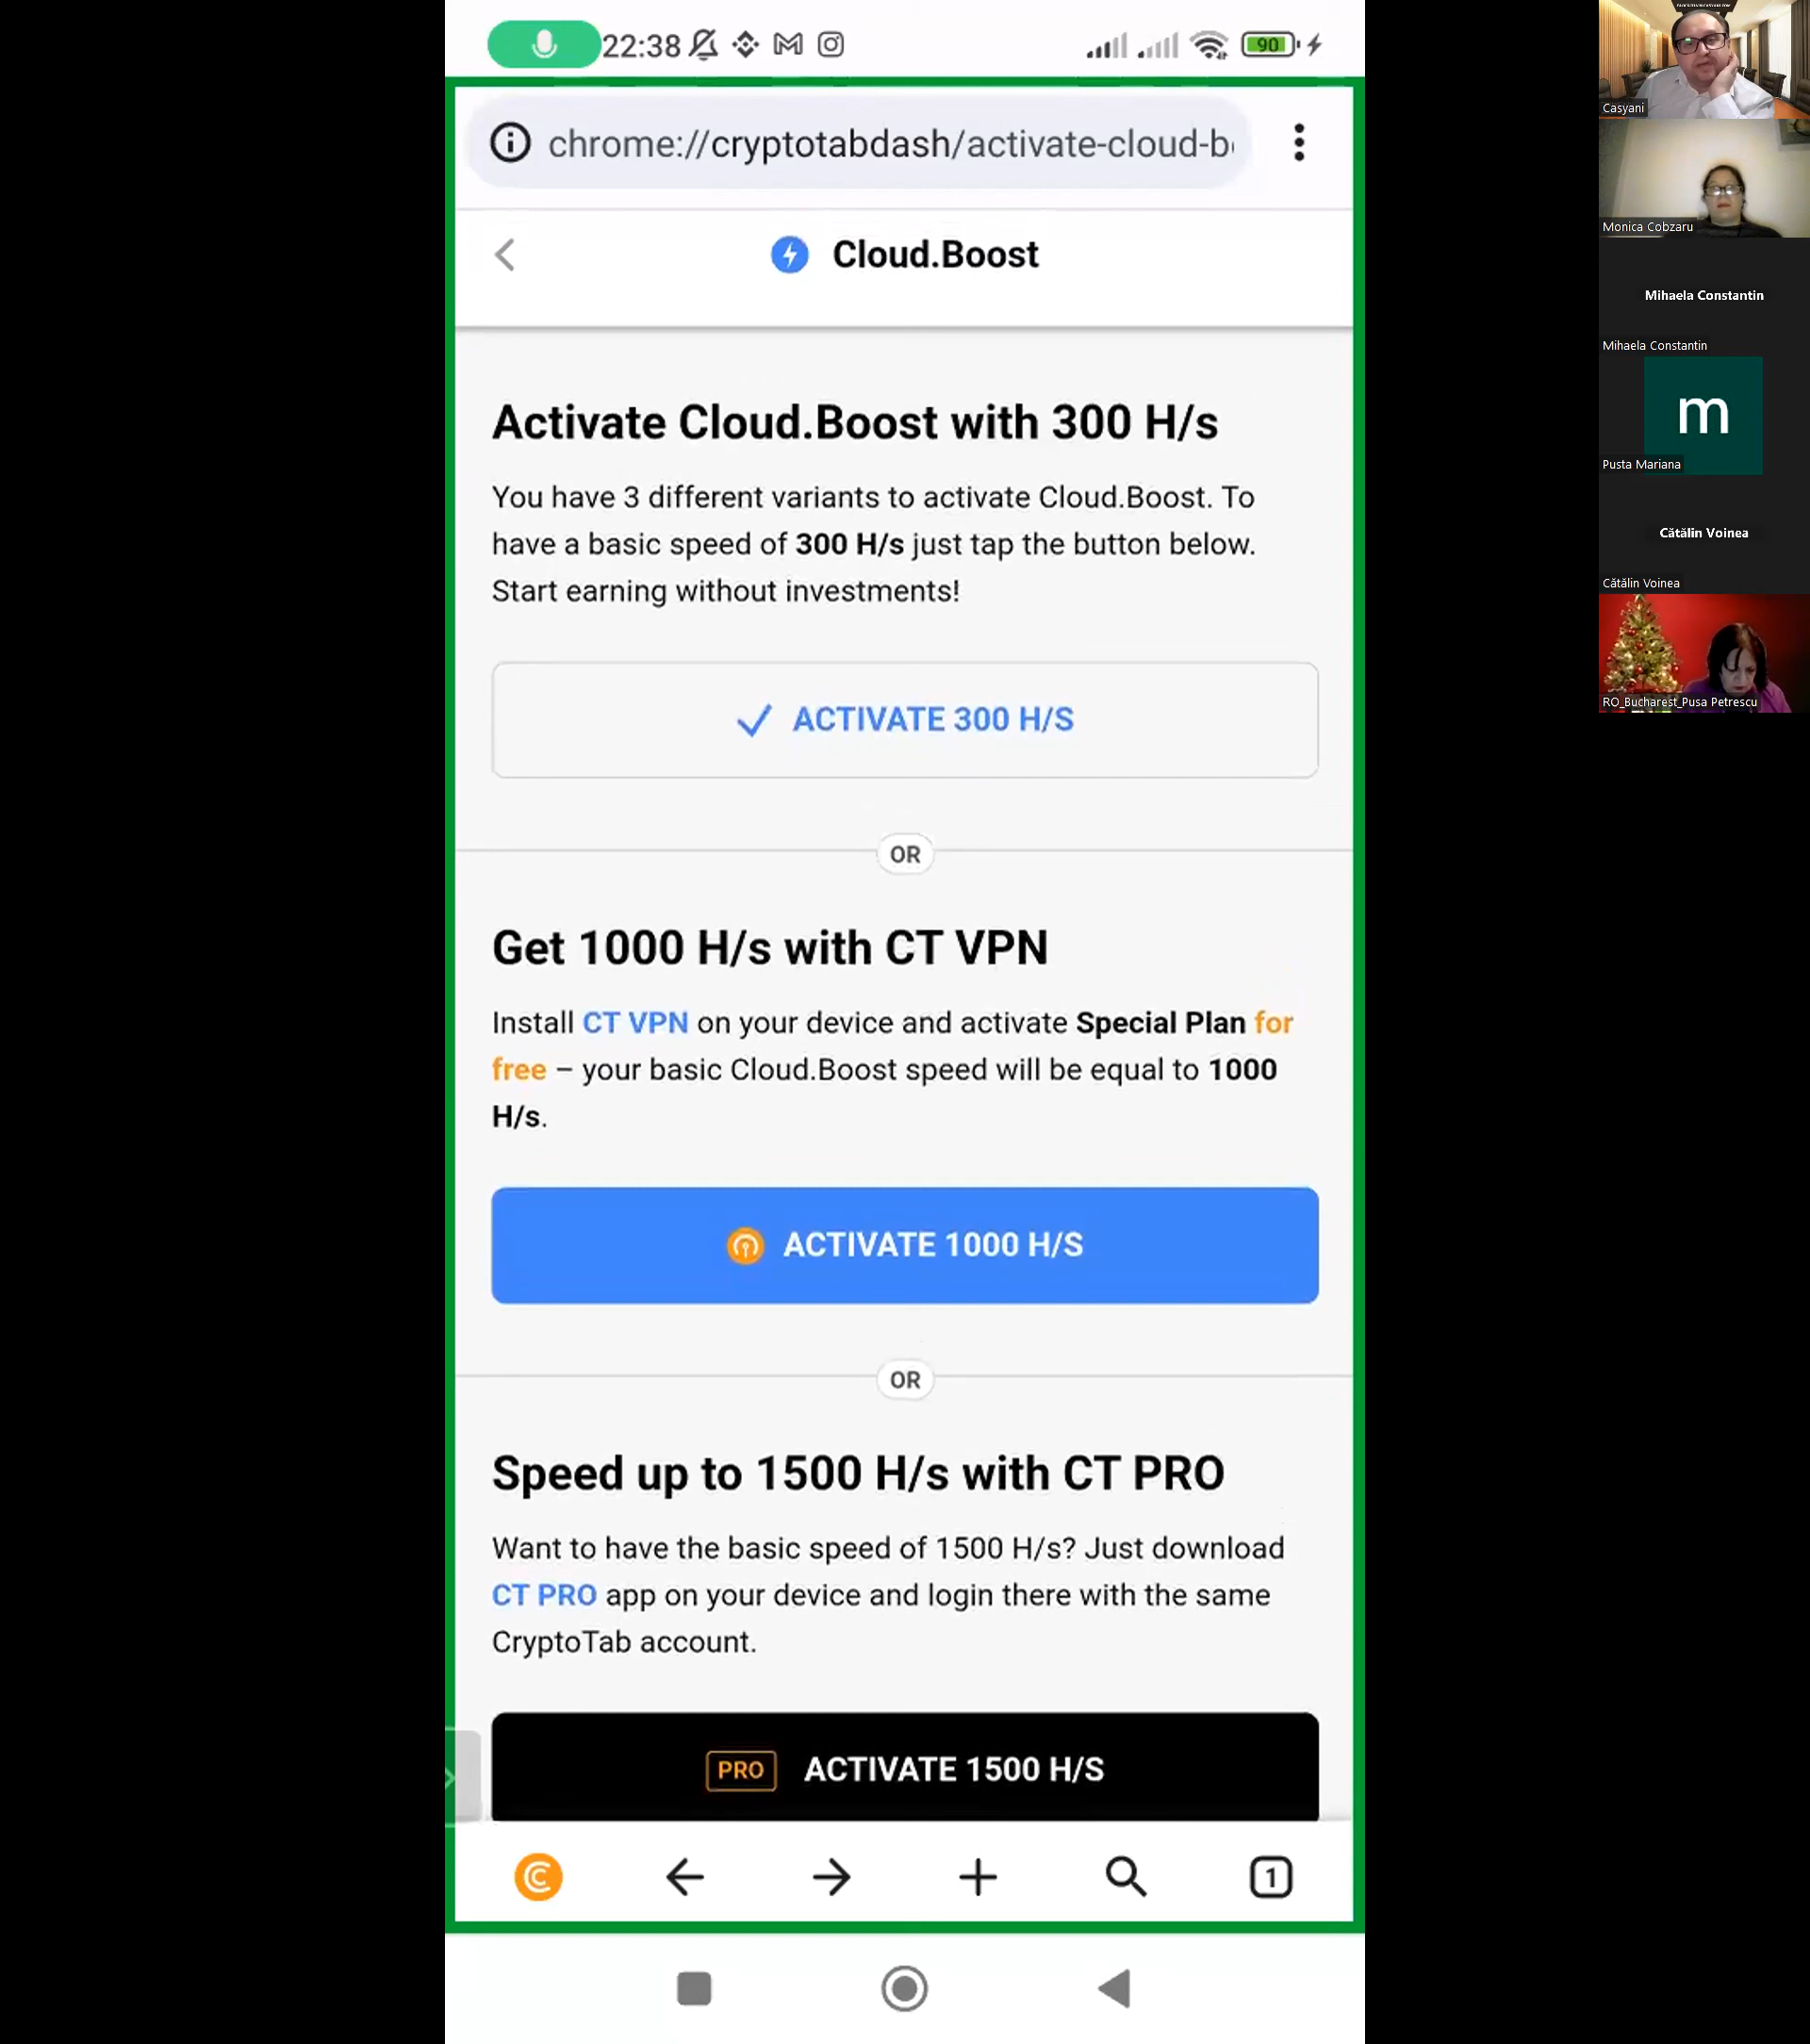 22:38
90
chrome://cryptotabdash/activate-cloud-b
Cloud.Boost
Activate Cloud.Boost with 300 H/s
You have 3 different variants to activate Cloud.Boost. To
have a basic speed of 300 H/s just tap the button below.
Start earning without investments!
ACTIVATE 300 H/S
OR
Get 1000 H/s with CT VPN
Install CT VPN on your device and activate Special Plan for
free – your basic Cloud.Boost speed will be equal to 1000
H/s.
ACTIVATE 1000 H/S
OR
Speed up to 1500 H/s with CT PRO
Want to have the basic speed of 1500 H/s? Just download
CT PRO app on your device and login there with the same
CryptoTab account.
PRO ACTIVATE 1500 H/S
1
Casyani
Monica Cobzaru
Mihaela Constantin
Mihaela Constantin
m
Pusta Mariana
Cătălin Voinea
Cătălin Voinea
RO_Bucharest_Pusa Petrescu